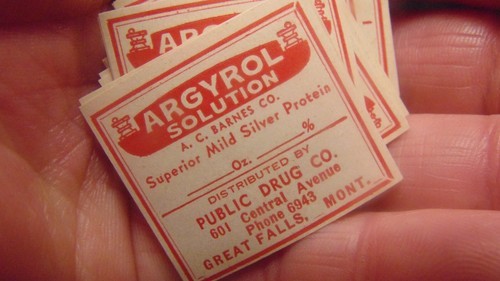 ARGYROL
SOLUTION
A. C. BARNES CO.
Superior Mild Silver Protein
Oz. %
DISTRIBUTED BY
PUBLIC DRUG CO.
601 Central Avenue
Phone 6943
GREAT FALLS, MONT.